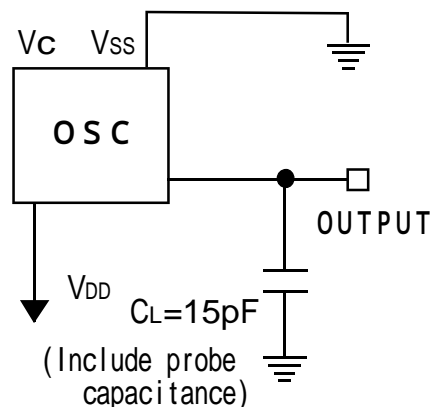 Vc Vss
OSC
OUTPUT
VDD
CL=15pF
(Include probe
capacitance)